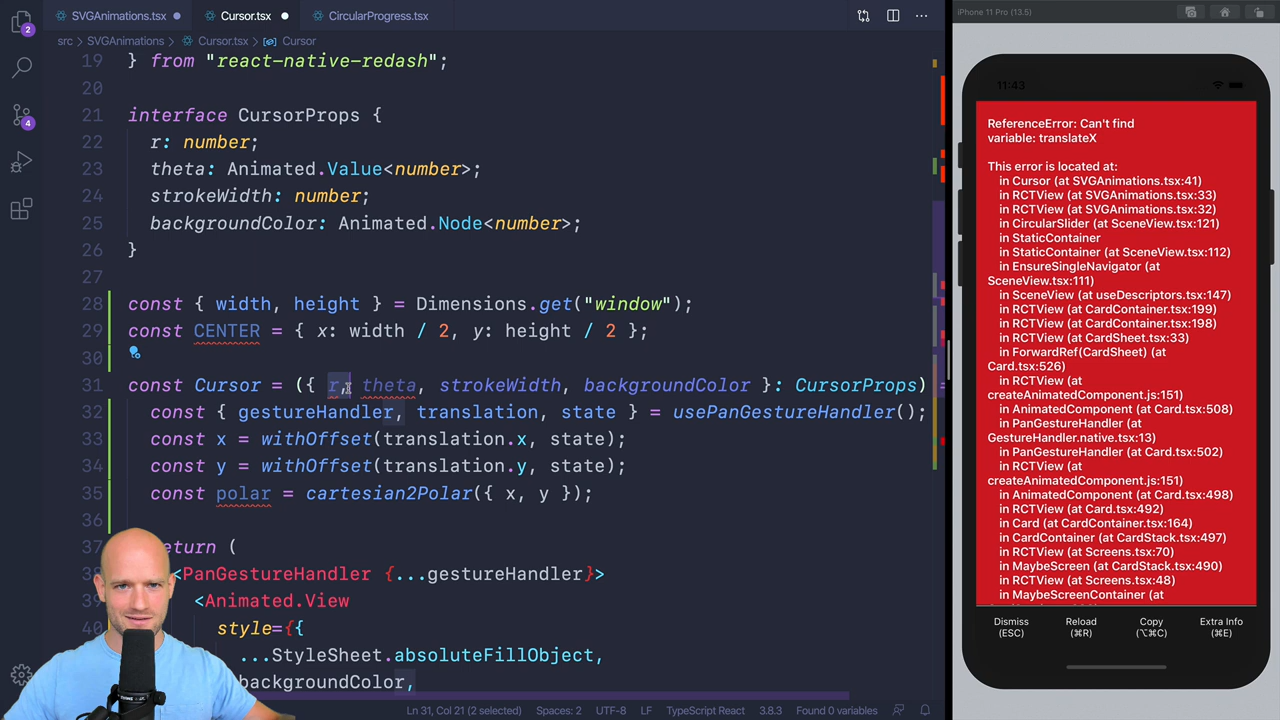 SVGAnimations.tsx
Cursor.tsx
CircularProgress.tsx
src > SVGAnimations > Cursor.tsx > Cursor
19 } from "react-native-redash";
20
21 interface CursorProps {
22 r: number;
23 theta: Animated.Value<number>;
24 strokeWidth: number;
25 backgroundColor: Animated.Node<number>;
26 }
27
28 const { width, height } = Dimensions.get("window");
29 const CENTER = { x: width / 2, y: height / 2 };
30
31 const Cursor = ({ r, theta, strokeWidth, backgroundColor }: CursorProps) =
32 const { gestureHandler, translation, state } = usePanGestureHandler();
33 const x = withOffset(translation.x, state);
34 const y = withOffset(translation.y, state);
35 const polar = cartesian2Polar({ x, y });
36
37 eturn (
38 <PanGestureHandler {...gestureHandler}>
39 <Animated.View
40 style={{
...StyleSheet.absoluteFillObject,
backgroundColor,
2
4
Ln 31, Col 21 (2 selected)
Spaces: 2
UTF-8
LF
TypeScript React
3.8.3
Found 0 variables
iPhone 11 Pro (13.5)
11:43
ReferenceError: Can't find
variable: translateX
This error is located at:
in Cursor (at SVGAnimations.tsx:41)
in RCTView (at SVGAnimations.tsx:33)
in RCTView (at SVGAnimations.tsx:32)
in CircularSlider (at SceneView.tsx:121)
in StaticContainer
in StaticContainer (at SceneView.tsx:112)
in EnsureSingleNavigator (at
SceneView.tsx:111)
in SceneView (at useDescriptors.tsx:147)
in RCTView (at CardContainer.tsx:199)
in RCTView (at CardContainer.tsx:198)
in RCTView (at CardSheet.tsx:33)
in ForwardRef(CardSheet) (at
Card.tsx:526)
in RCTView (at
createAnimatedComponent.js:151)
in AnimatedComponent (at Card.tsx:508)
in PanGestureHandler (at
GestureHandler.native.tsx:13)
in PanGestureHandler (at Card.tsx:502)
in RCTView (at
createAnimatedComponent.js:151)
in AnimatedComponent (at Card.tsx:498)
in RCTView (at Card.tsx:492)
in Card (at CardContainer.tsx:164)
in CardContainer (at CardStack.tsx:497)
in RCTView (at Screens.tsx:70)
in MaybeScreen (at CardStack.tsx:490)
in RCTView (at Screens.tsx:48)
in MaybeScreenContainer (at
Dismiss
(ESC)
Reload
(⌘R)
Copy
(⌥⌘C)
Extra Info
(⌘E)